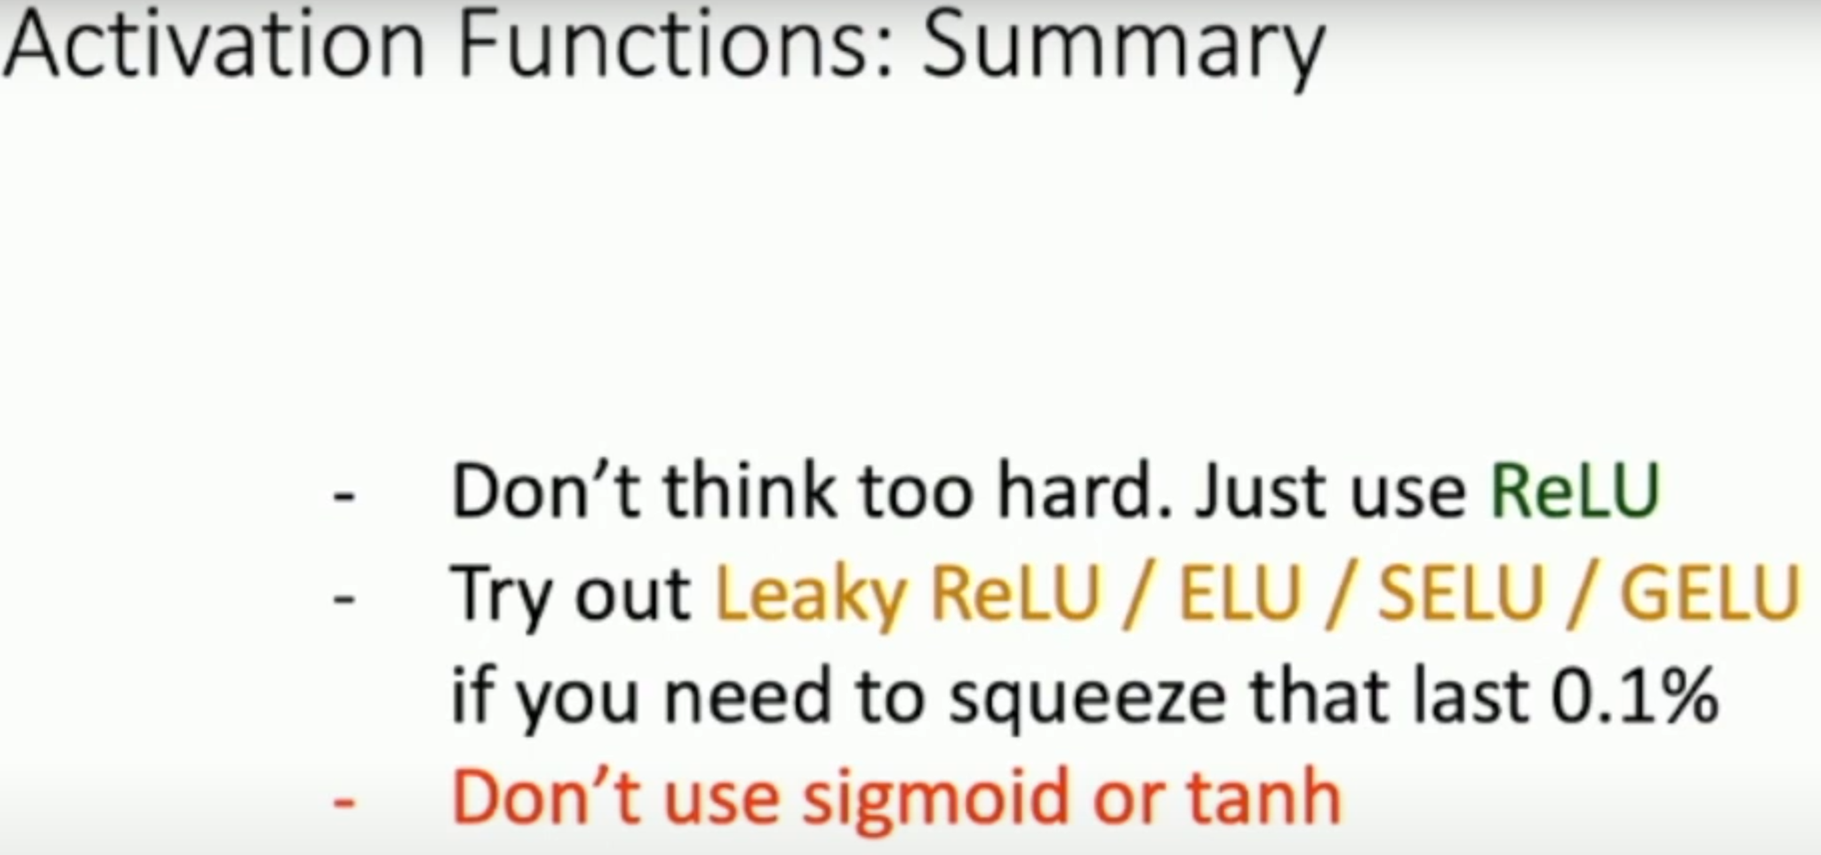 Activation Functions: Summary
- Don’t think too hard. Just use ReLU
- Try out Leaky ReLU / ELU / SELU / GELU
if you need to squeeze that last 0.1%
- Don’t use sigmoid or tanh